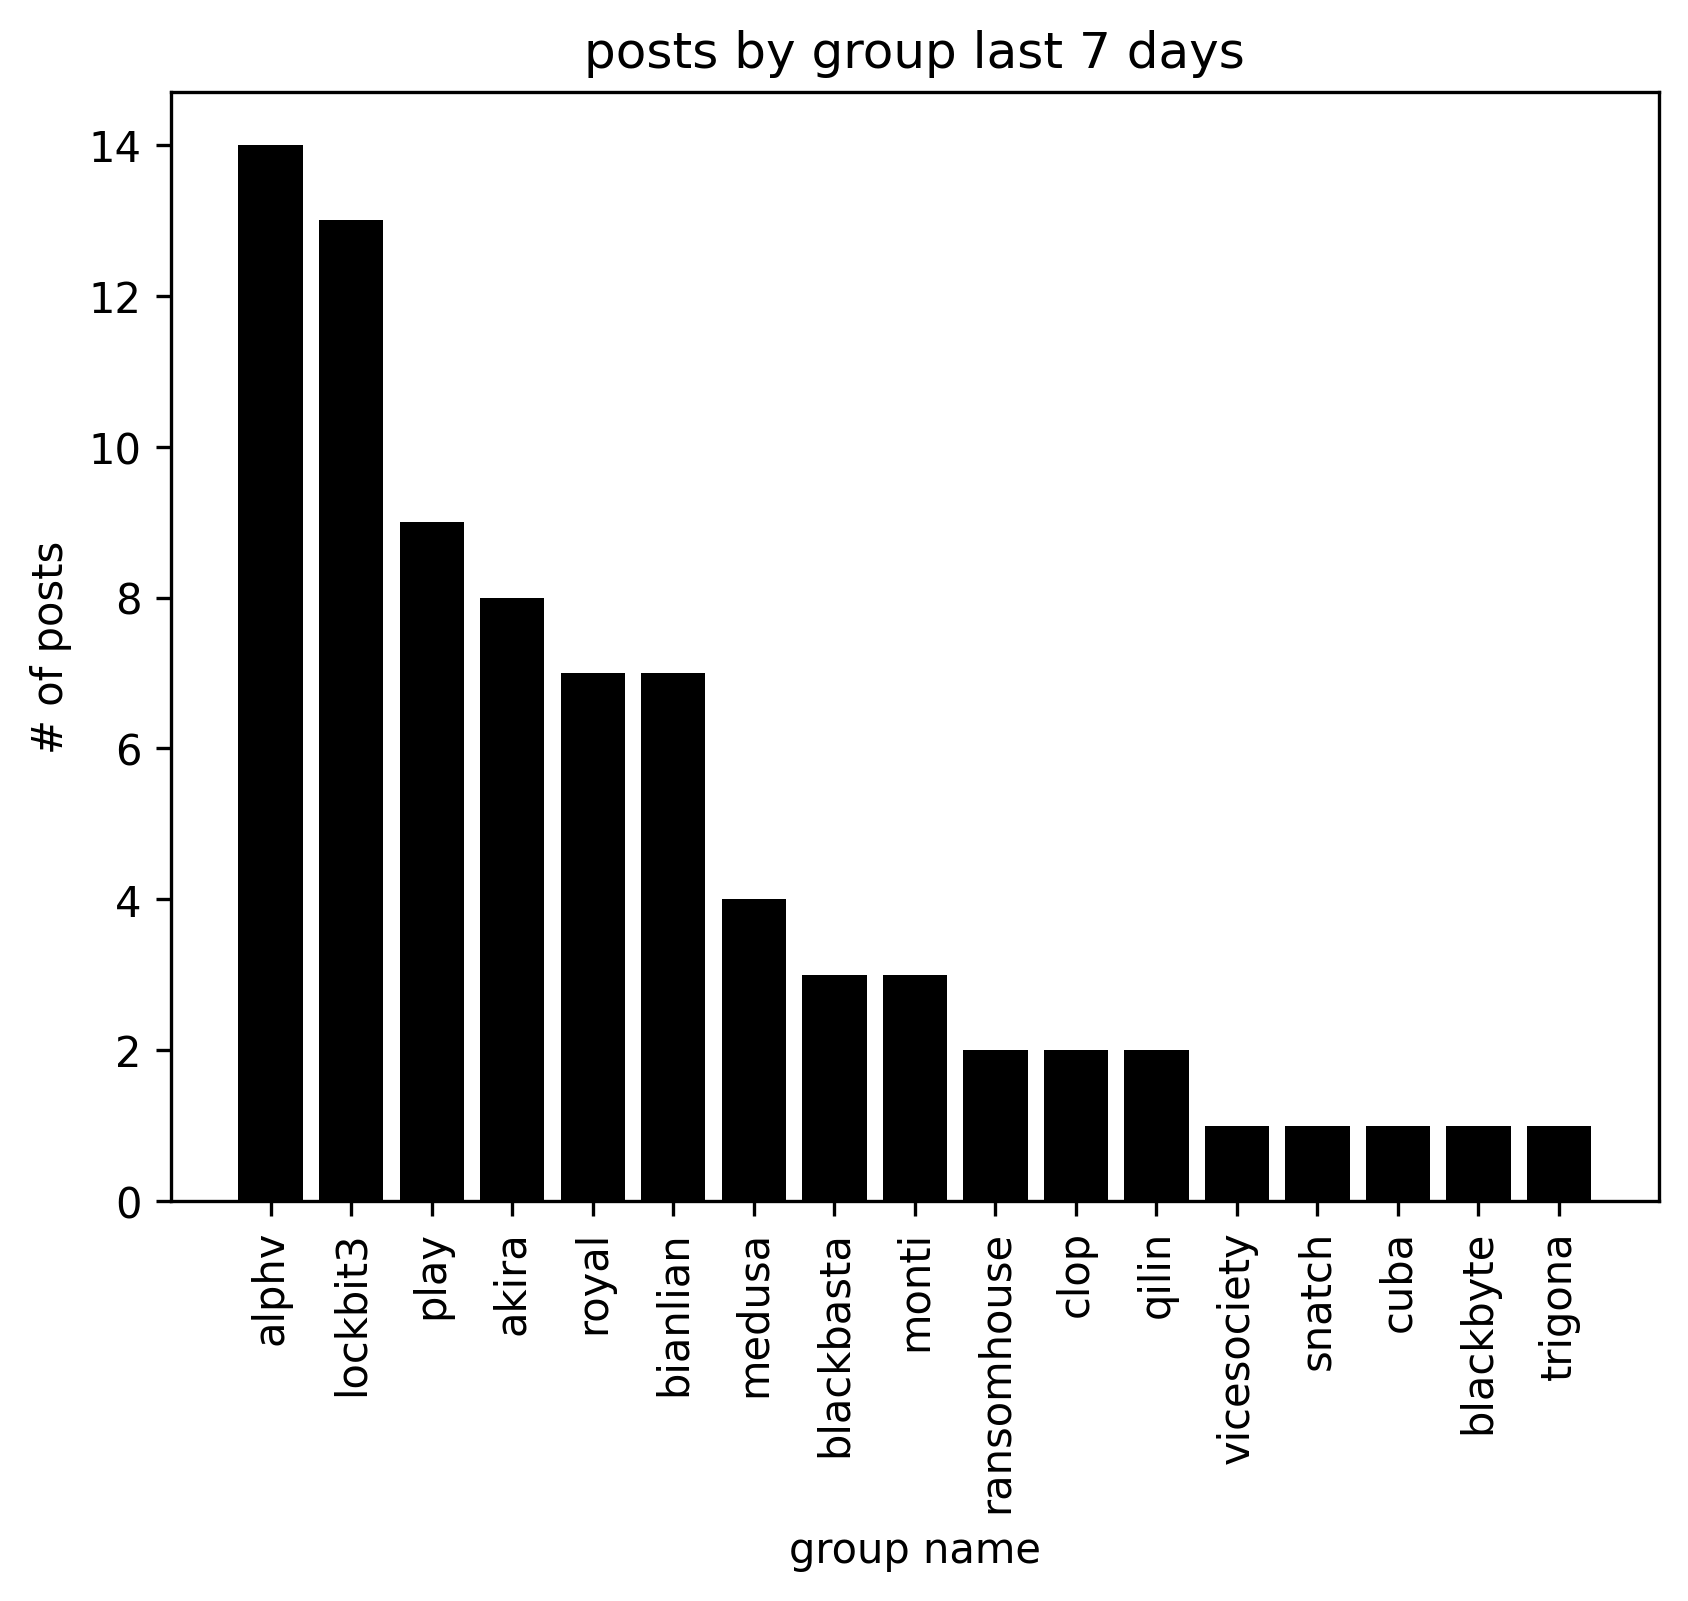 posts by group last 7 days
# of posts
14
12
10
8
6
4
2
0
alphv
lockbit3
play
akira
royal
bianlian
medusa
blackbasta
monti
ransomhouse
clop
qilin
vicesociety
snatch
cuba
blackbyte
trigona
group name